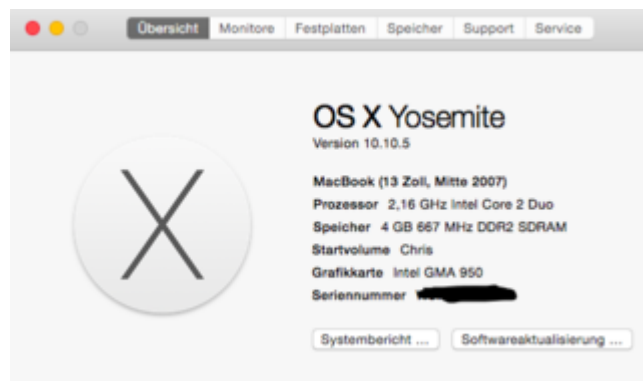 Übersicht Monitore Festplatten Speicher Support Service
OS X Yosemite
Version 10.10.5
MacBook (13 Zoll, Mitte 2007)
Prozessor 2,16 GHz Intel Core 2 Duo
Speicher 4 GB 667 MHz DDR2 SDRAM
Startvolume Chris
Grafikkarte Intel GMA 950
Seriennummer
Systembericht ... Softwareaktualisierung ...